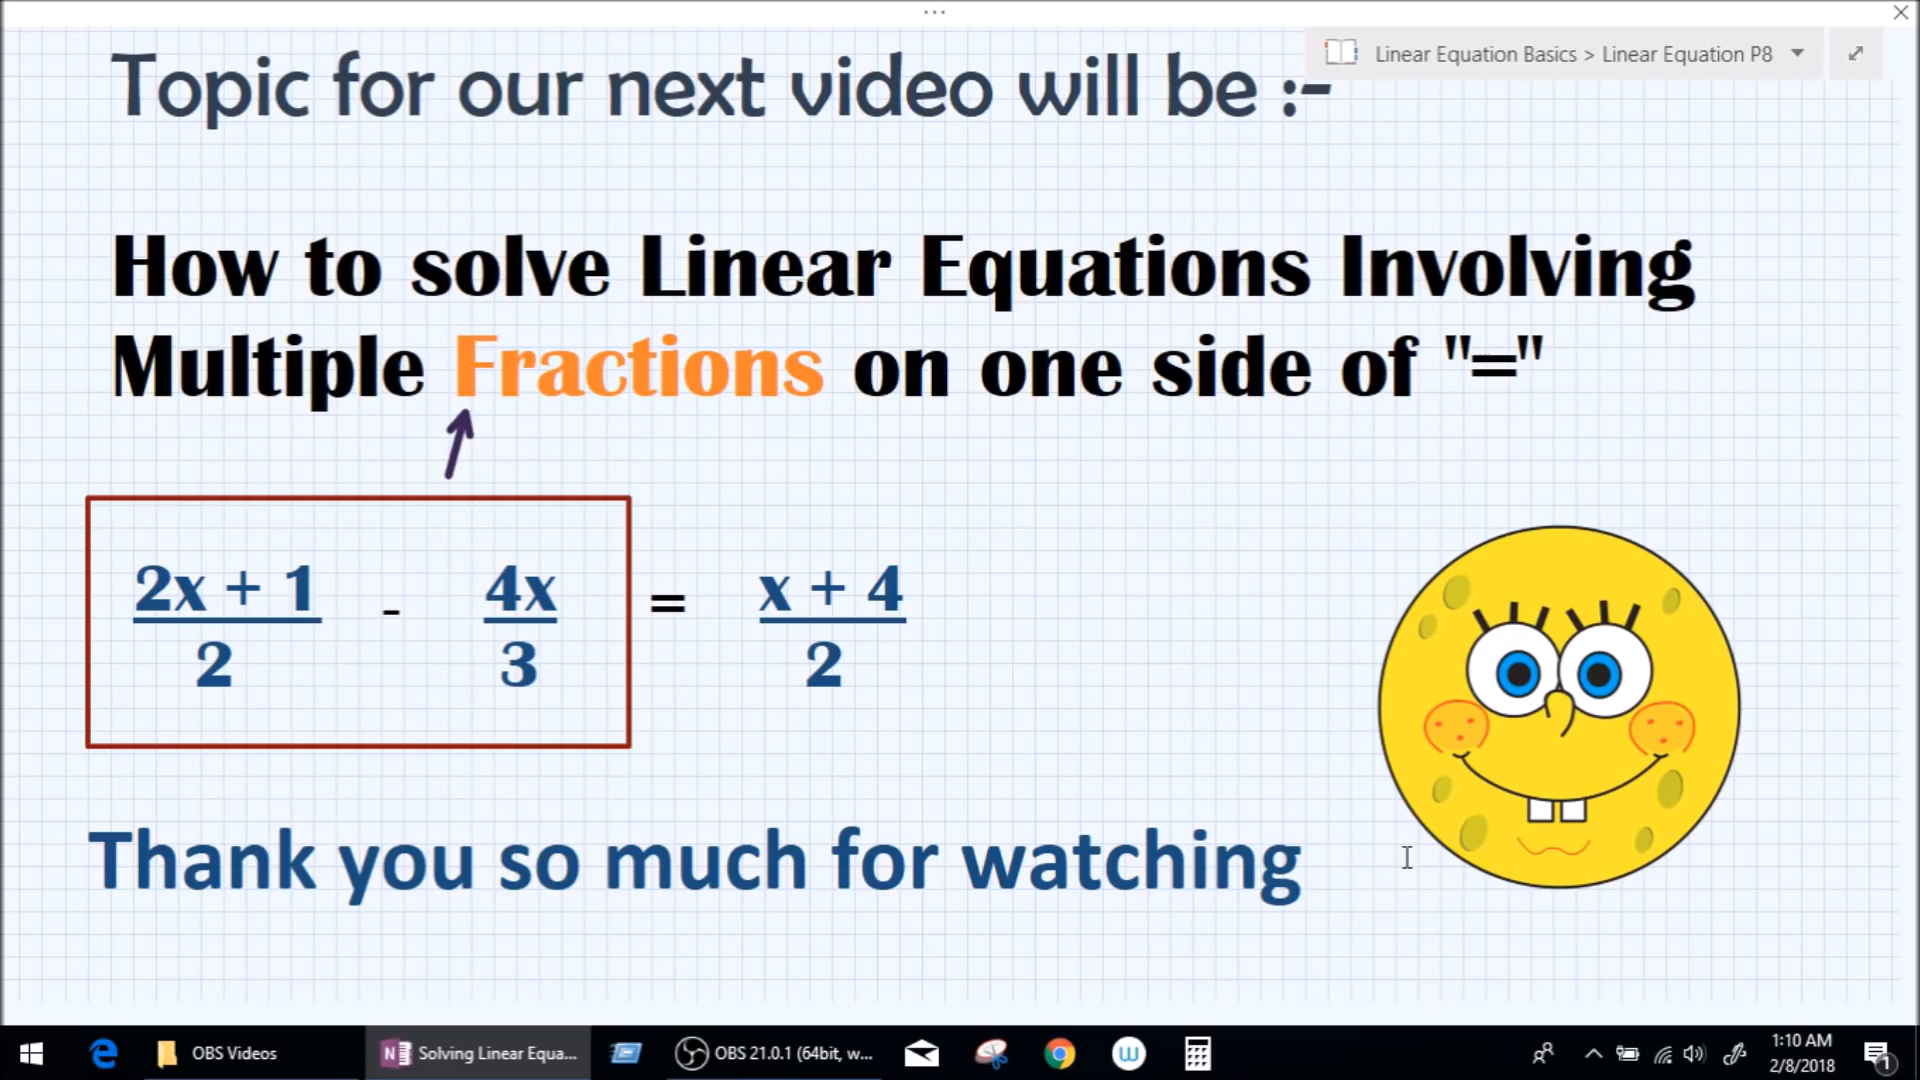 Linear Equation Basics > Linear Equation P8
Topic for our next video will be :-
How to solve Linear Equations Involving
Multiple Fractions on one side of "="
2x + 1 - 4x = x + 4
2 3 2
Thank you so much for watching
OBS Videos
Solving Linear Equa...
OBS 21.0.1 (64bit, w...
1:10 AM
2/8/2018
1